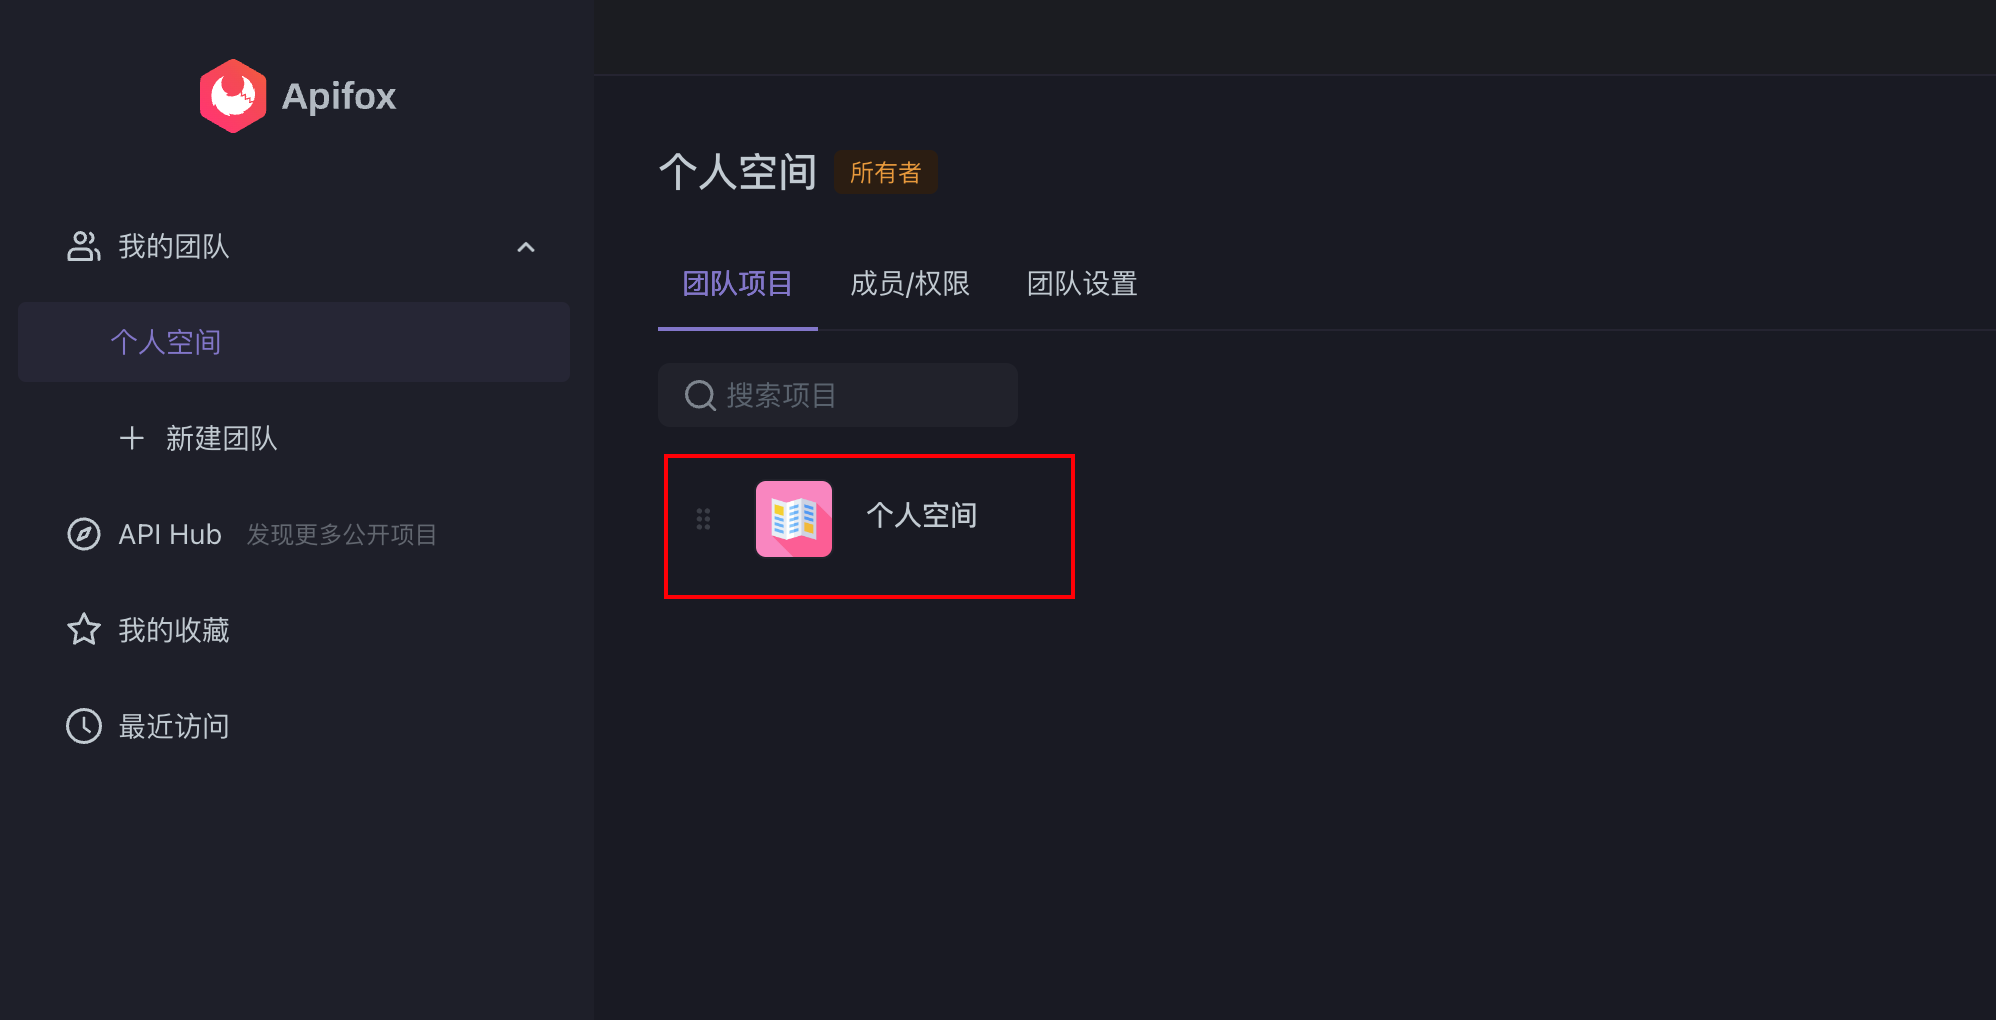 Apifox
我的团队
个人空间
新建团队
API Hub 发现更多公开项目
我的收藏
最近访问
个人空间 所有者
团队项目 成员/权限 团队设置
搜索项目
个人空间